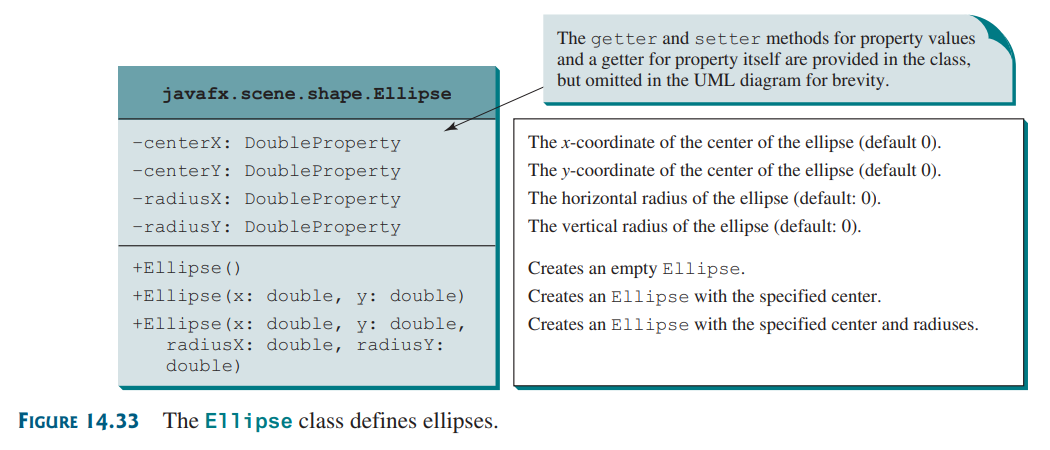 The getter and setter methods for property values
and a getter for property itself are provided in the class,
but omitted in the UML diagram for brevity.
javafx.scene.shape.Ellipse
-centerX: DoubleProperty
-centerY: DoubleProperty
-radiusX: DoubleProperty
-radiusY: DoubleProperty
+Ellipse()
+Ellipse(x: double, y: double)
+Ellipse(x: double, y: double,
radiusX: double, radiusY:
double)
The x-coordinate of the center of the ellipse (default 0).
The y-coordinate of the center of the ellipse (default 0).
The horizontal radius of the ellipse (default: 0).
The vertical radius of the ellipse (default: 0).
Creates an empty Ellipse.
Creates an Ellipse with the specified center.
Creates an Ellipse with the specified center and radiuses.
FIGURE 14.33 The Ellipse class defines ellipses.